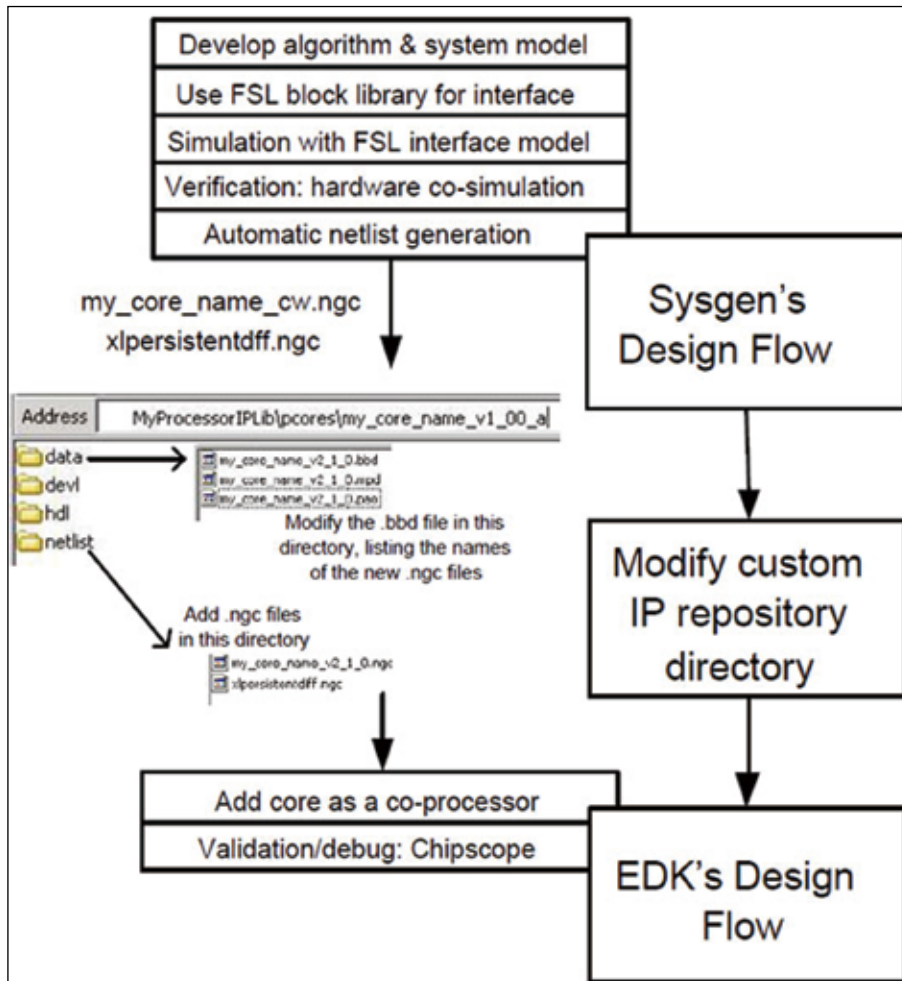 Develop algorithm & system model
Use FSL block library for interface
Simulation with FSL interface model
Verification: hardware co-simulation
Automatic netlist generation
my_core_name_cw.ngc
xlpersistentdff.ngc
Sysgen's
Design Flow
Address MyProcessorIPLib\pcores\my_core_name_v1_00_a
data
devl
hdl
netlist
my_core_name_v2_1_0.bbd
my_core_name_v2_1_0.mpd
my_core_name_v2_1_0.pao
Modify the .bbd file in this
directory, listing the names
of the new .ngc files
Add .ngc files
in this directory
my_core_name_v2_1_0.ngc
xlpersistentdff.ngc
Modify custom
IP repository
directory
Add core as a co-processor
Validation/debug: Chipscope
EDK's Design
Flow